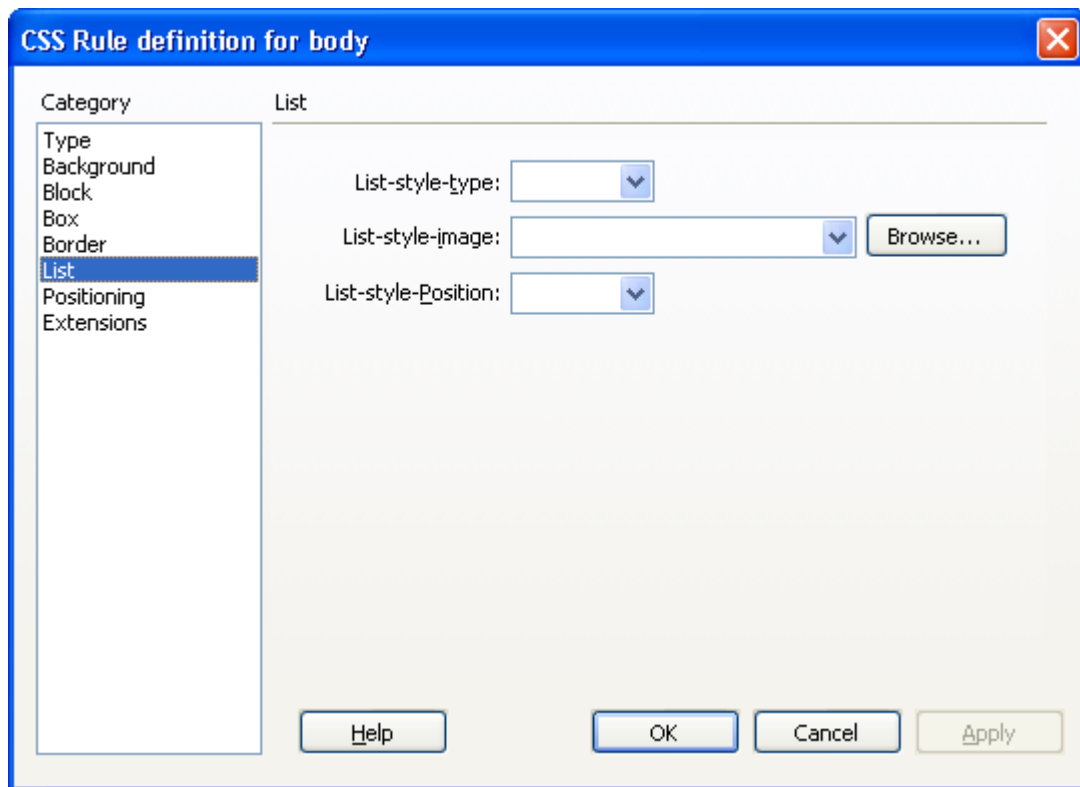 CSS Rule definition for body
Category
List
Type
Background
Block
Box
Border
List
Positioning
Extensions
List-style-type:
List-style-image:
Browse...
List-style-Position:
Help
OK
Cancel
Apply